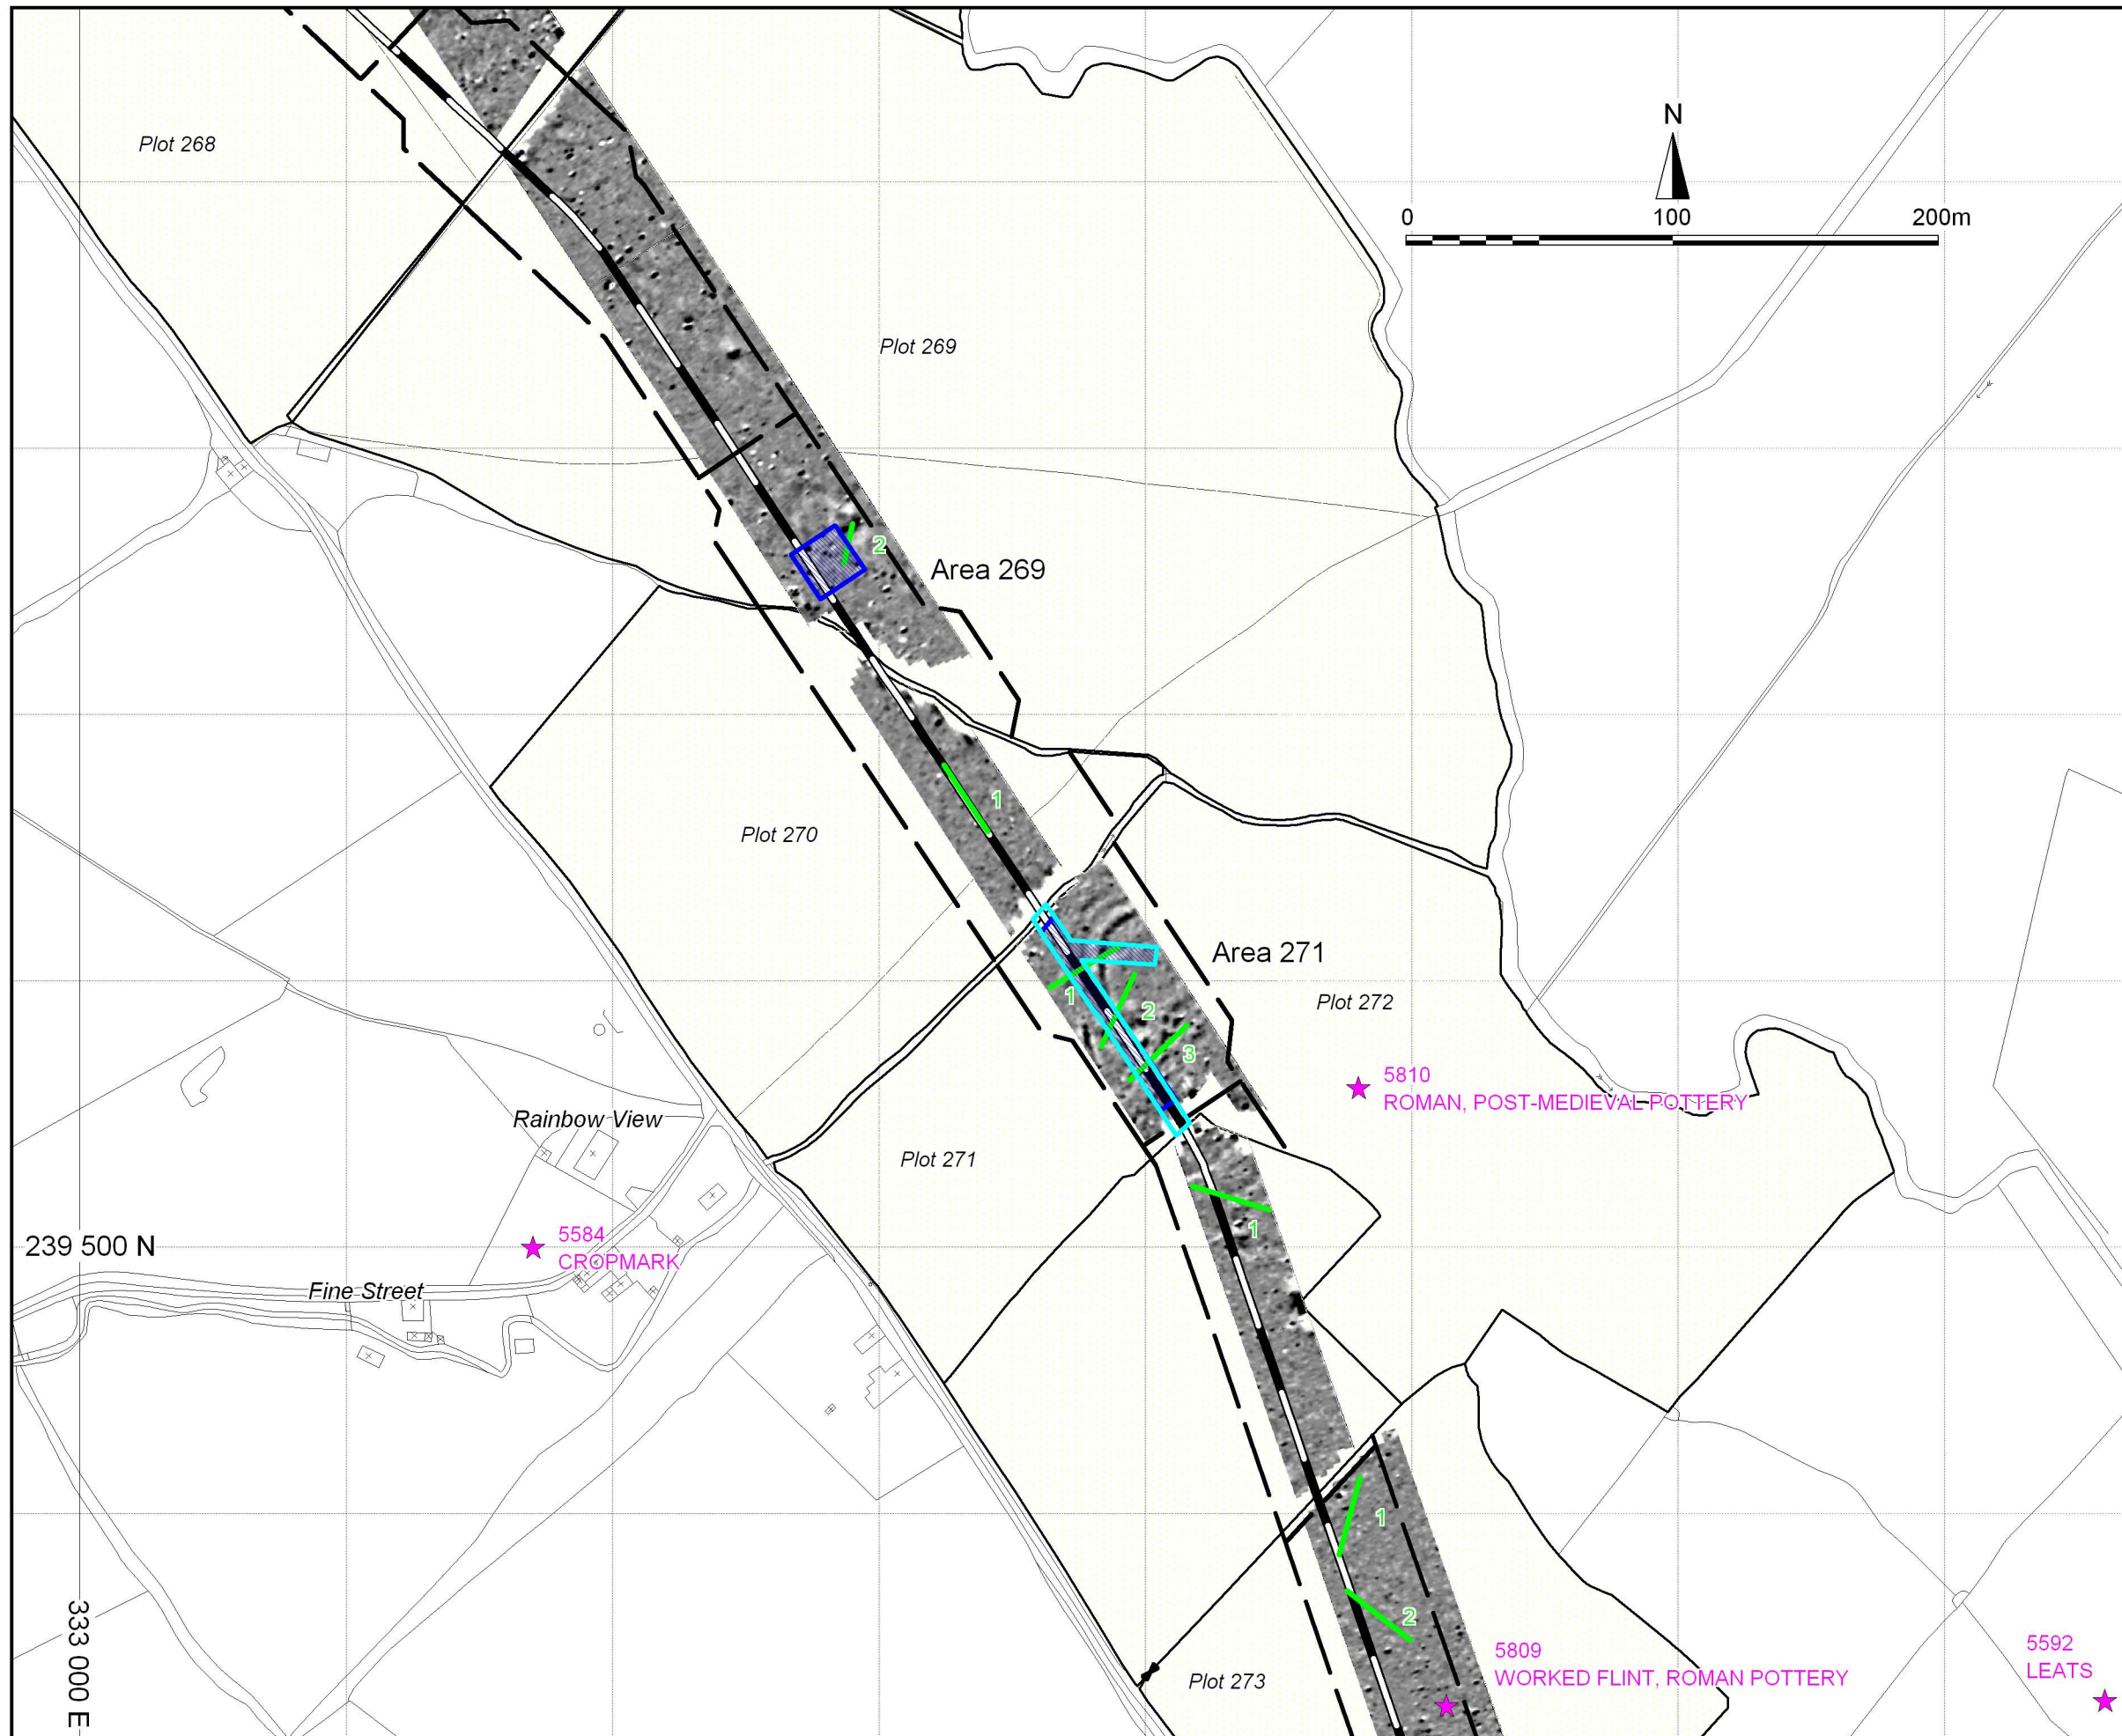 Plot 268
N
0 100 200m
Plot 269
2
Area 269
1
Plot 270
Area 271
1
2
3
Plot 272
5810
ROMAN, POST-MEDIEVAL POTTERY
Rainbow View
Plot 271
1
5584
CROPMARK
239 500 N
Fine Street
1
2
333 000 E
5809
WORKED FLINT, ROMAN POTTERY
Plot 273
5592
LEATS